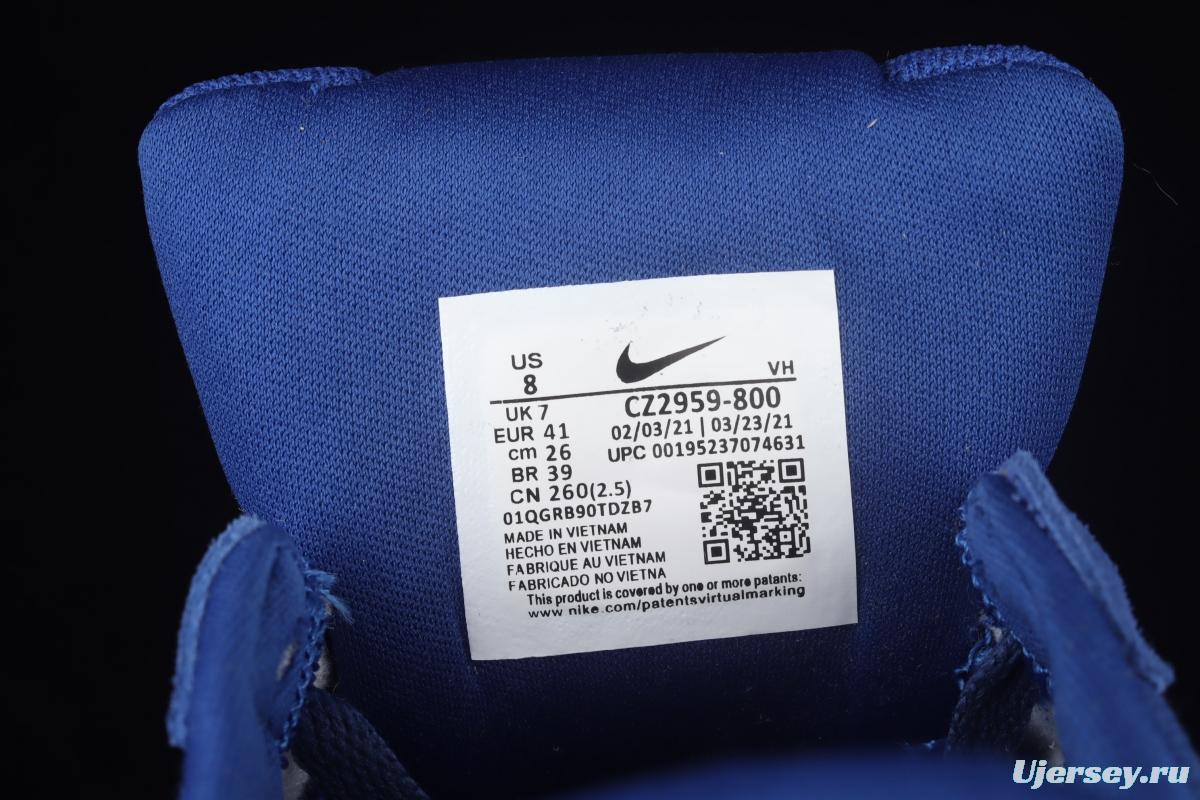 US
8
VH
UK 7
EUR 41
cm 26
BR 39
CN 260(2.5)
CZ2959-800
02/03/21 | 03/23/21
UPC 00195237074631
01QGRB90TDZB7
MADE IN VIETNAM
HECHO EN VIETNAM
FABRIQUE AU VIETNAM
FABRICADO NO VIETNA
This product is covered by one or more patants:
www nike.com/patentsvirtualmarking
Ujersey.ru